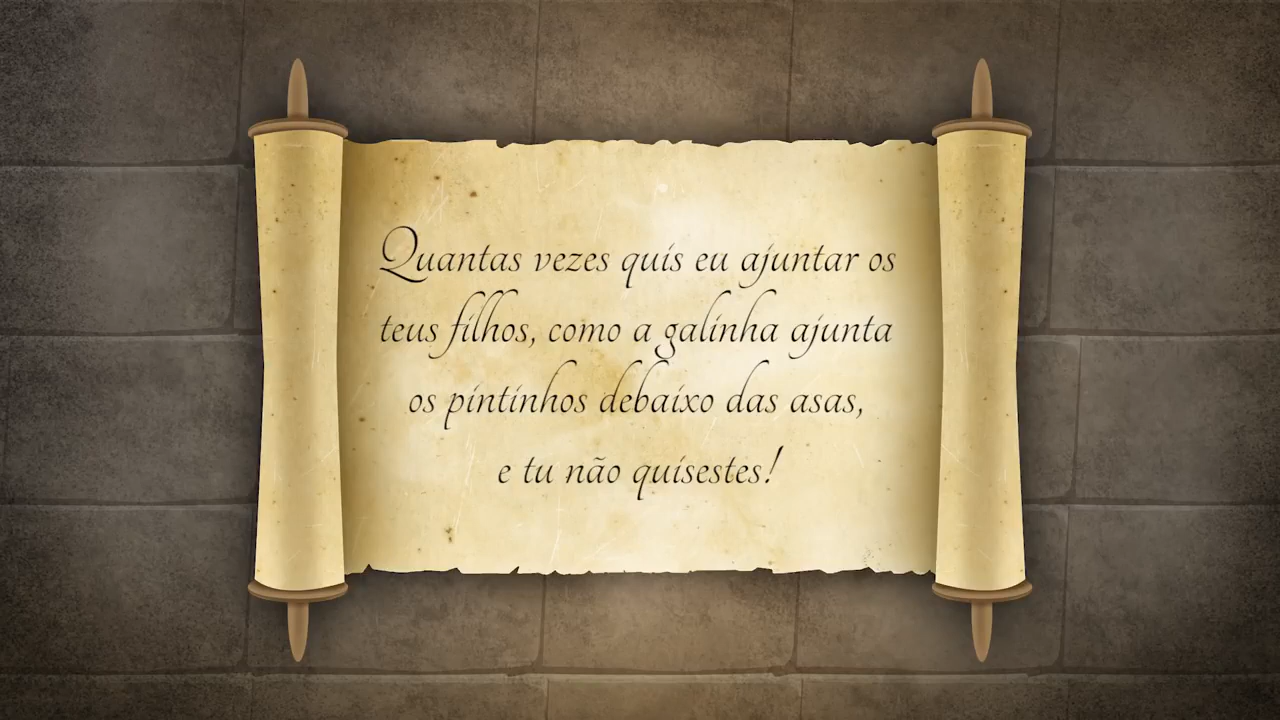 Quantas vezes quis eu ajuntar os
teus filhos, como a galinha ajunta
os pintinhos debaixo das asas,
e tu não quisestes!